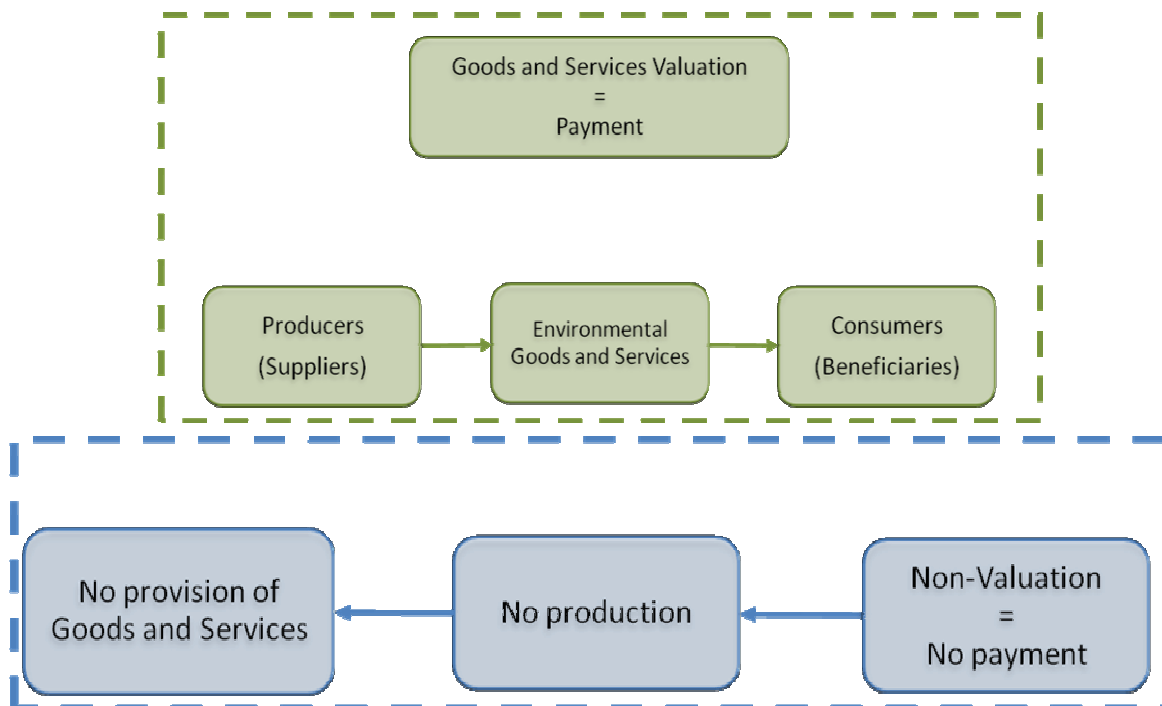 Goods and Services Valuation
=
Payment
Producers
(Suppliers)
Environmental
Goods and Services
Consumers
(Beneficiaries)
No provision of
Goods and Services
No production
Non-Valuation
=
No payment